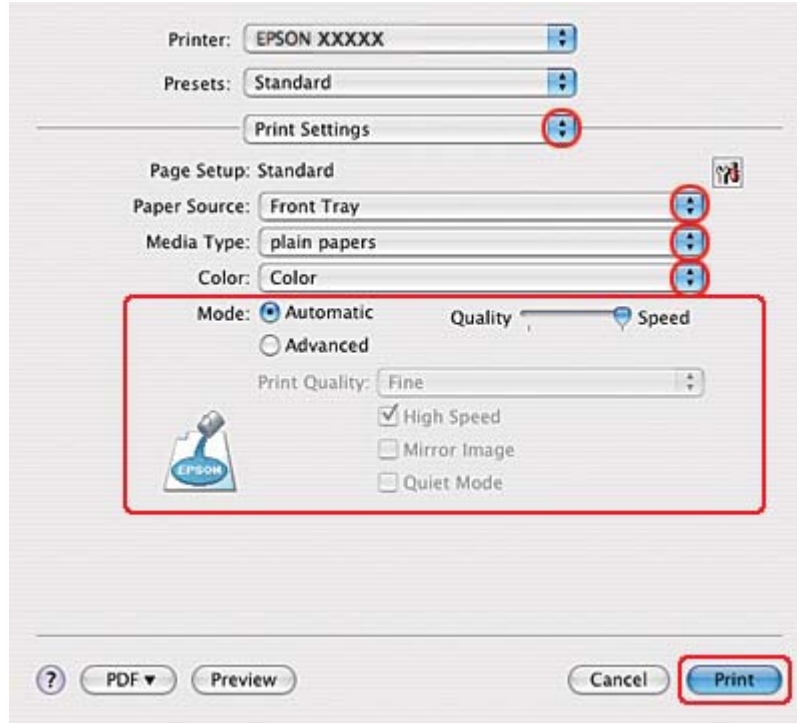 Printer: EPSON XXXXX
Presets: Standard
Print Settings
Page Setup: Standard
Paper Source: Front Tray
Media Type: plain papers
Color: Color
Mode: Automatic Quality Speed
Advanced
Print Quality: Fine
High Speed
Mirror Image
EPSON
Quiet Mode
? PDF Preview Cancel Print